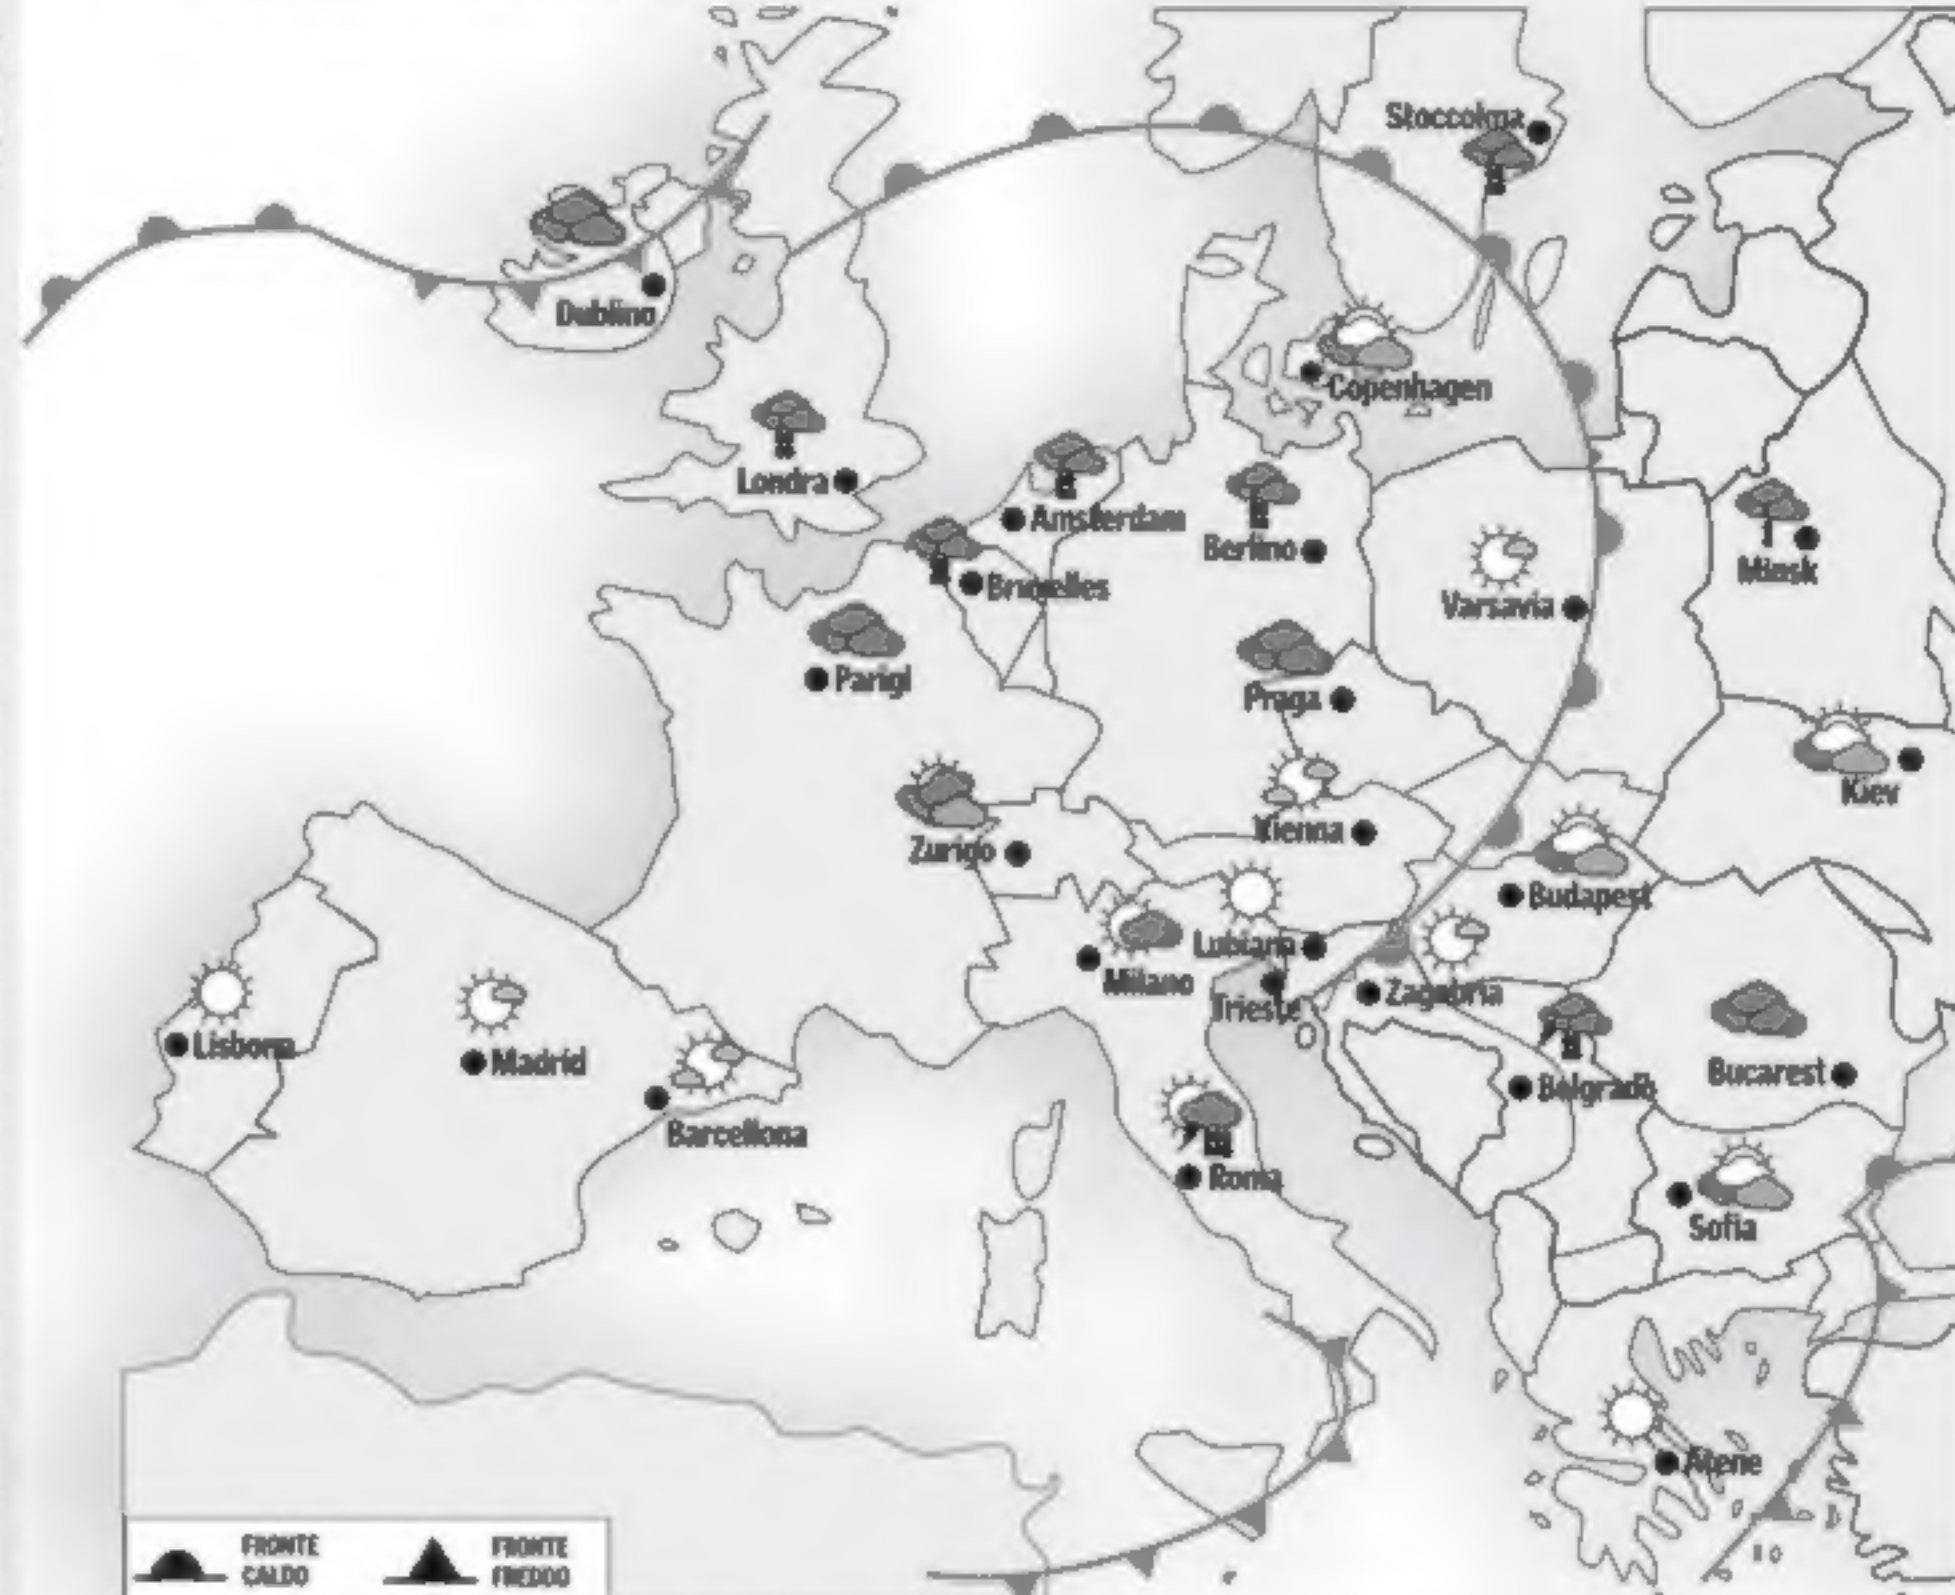 Stoccolma
Dublino
Copenhagen
Londra
Amsterdam
Berlino
Minsk
Bruxelles
Varsavia
Parigi
Praga
Kiev
Vienna
Zurigo
Budapest
Lubiana
Milano
Zagabria
Trieste
Lisbona
Madrid
Bucarest
Belgrado
Barcellona
Roma
Sofia
Atene
FRONTE
CALDO
FRONTE
FREDDO